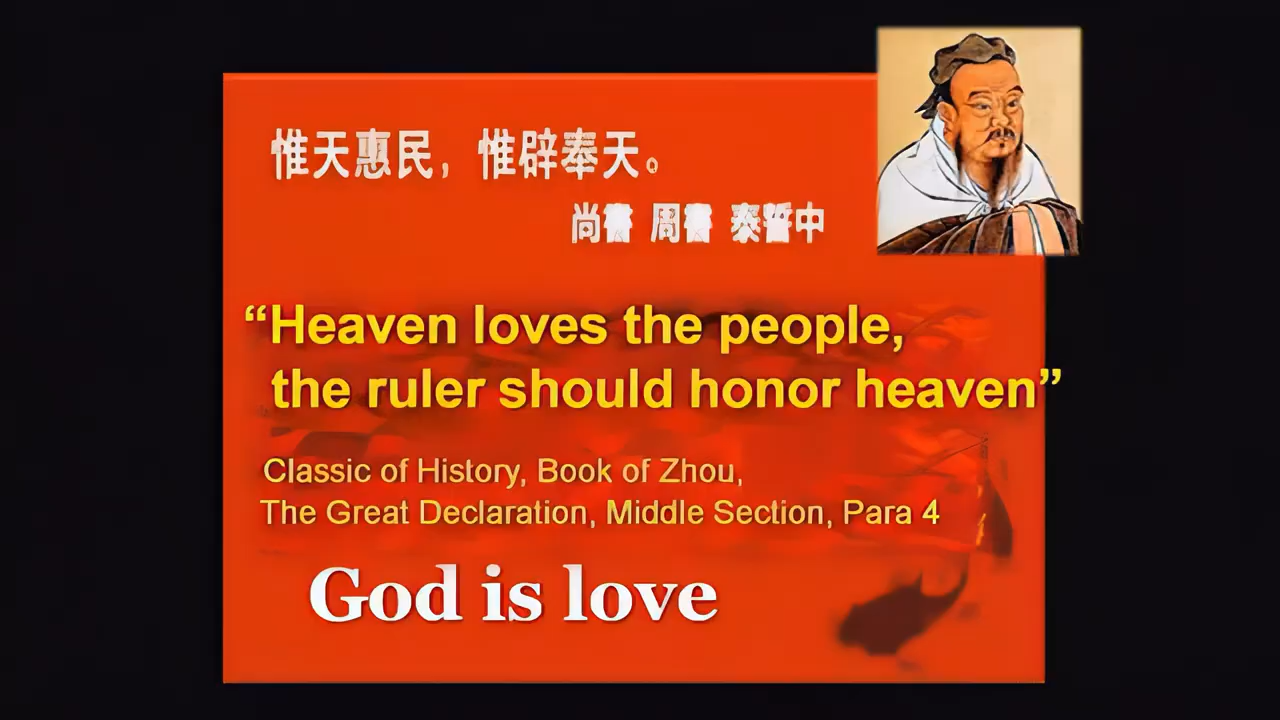 惟天惠民，惟辟奉天。
尚書 周書 泰誓中
“Heaven loves the people,
the ruler should honor heaven”
Classic of History, Book of Zhou,
The Great Declaration, Middle Section, Para 4
God is love